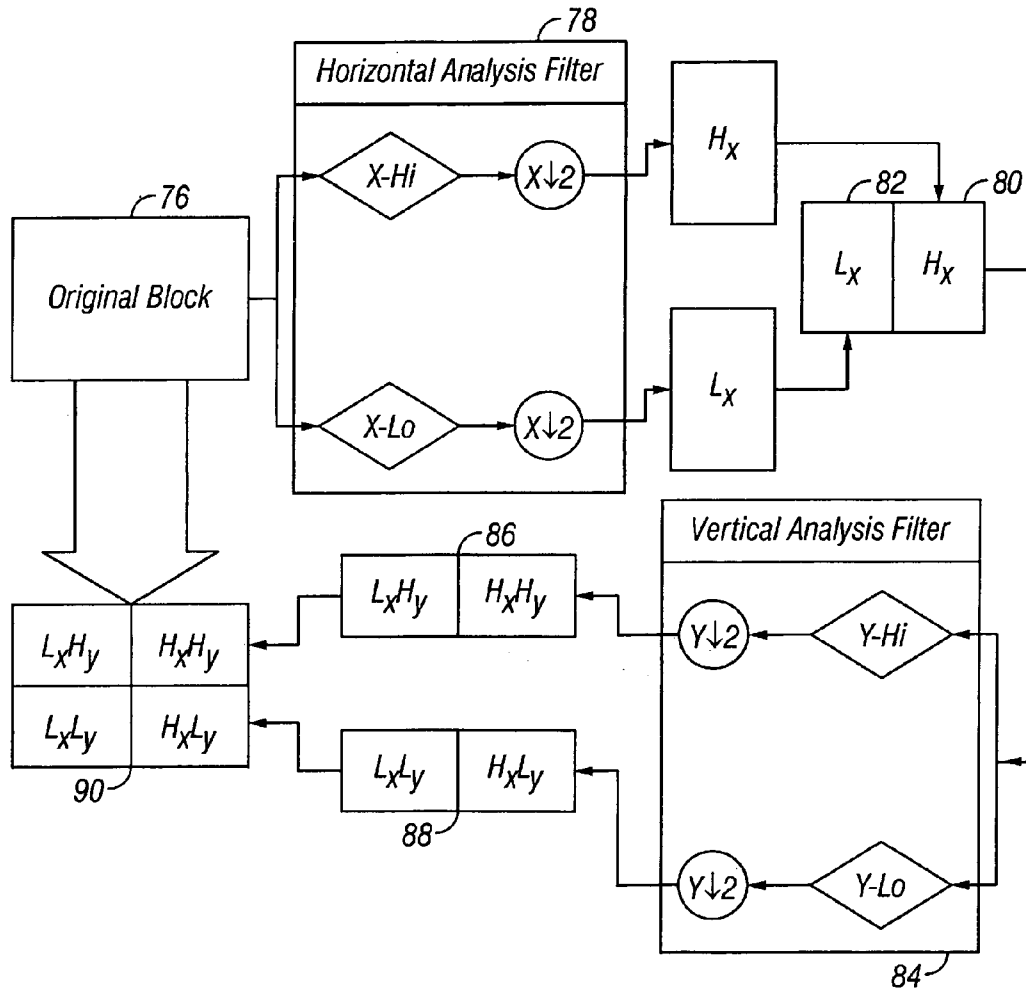 78
Horizontal Analysis Filter
X-Hi
X↓2
Hx
76
Original Block
82
80
Lx
Hx
X-Lo
X↓2
Lx
Vertical Analysis Filter
86
LxHy
HxHy
Y↓2
Y-Hi
LxHy
HxHy
LxLy
HxLy
90
LxLy
HxLy
88
Y↓2
Y-Lo
84